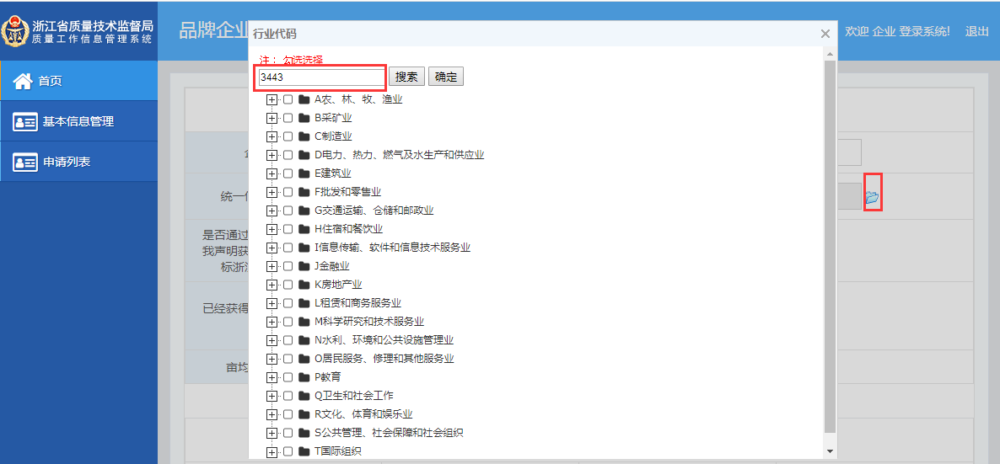 浙江省质量技术监督局
质量工作信息管理系统
品牌企业
欢迎 企业 登录系统! 退出
首页
基本信息管理
申请列表
行业代码
注： 勾选选择
3443 搜索 确定
A农、林、牧、渔业
B采矿业
C制造业
D电力、热力、燃气及水生产和供应业
E建筑业
F批发和零售业
G交通运输、仓储和邮政业
H住宿和餐饮业
I信息传输、软件和信息技术服务业
J金融业
K房地产业
L租赁和商务服务业
M科学研究和技术服务业
N水利、环境和公共设施管理业
O居民服务、修理和其他服务业
P教育
Q卫生和社会工作
R文化、体育和娱乐业
S公共管理、社会保障和社会组织
T国际组织
统一
是否通过
我声明获
标浙
已经获得
亩均